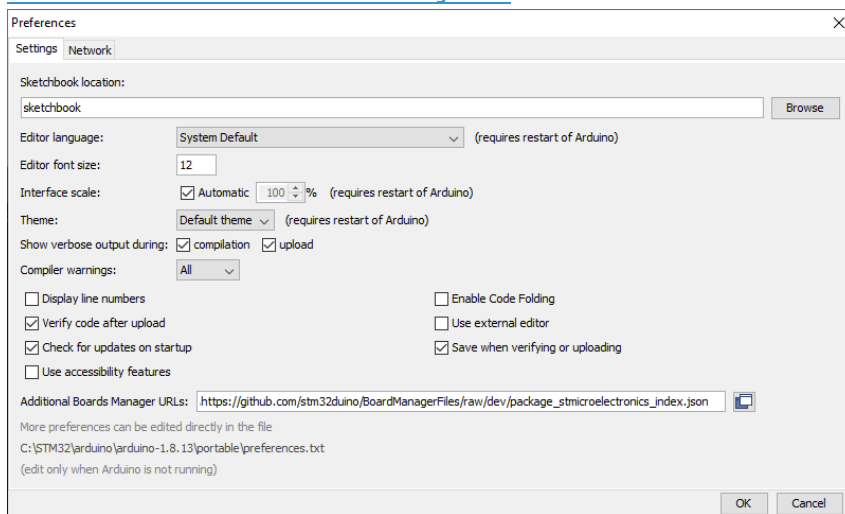 Preferences
Settings Network
Sketchbook location:
sketchbook Browse
Editor language: System Default (requires restart of Arduino)
Editor font size: 12
Interface scale: Automatic 100 % (requires restart of Arduino)
Theme: Default theme (requires restart of Arduino)
Show verbose output during: compilation upload
Compiler warnings: All
Display line numbers Enable Code Folding
Verify code after upload Use external editor
Check for updates on startup Save when verifying or uploading
Use accessibility features
Additional Boards Manager URLs: https://github.com/stm32duino/BoardManagerFiles/raw/dev/package_stmicroelectronics_index.json
More preferences can be edited directly in the file
C:\STM32\arduino\arduino-1.8.13\portable\preferences.txt
(edit only when Arduino is not running)
OK Cancel